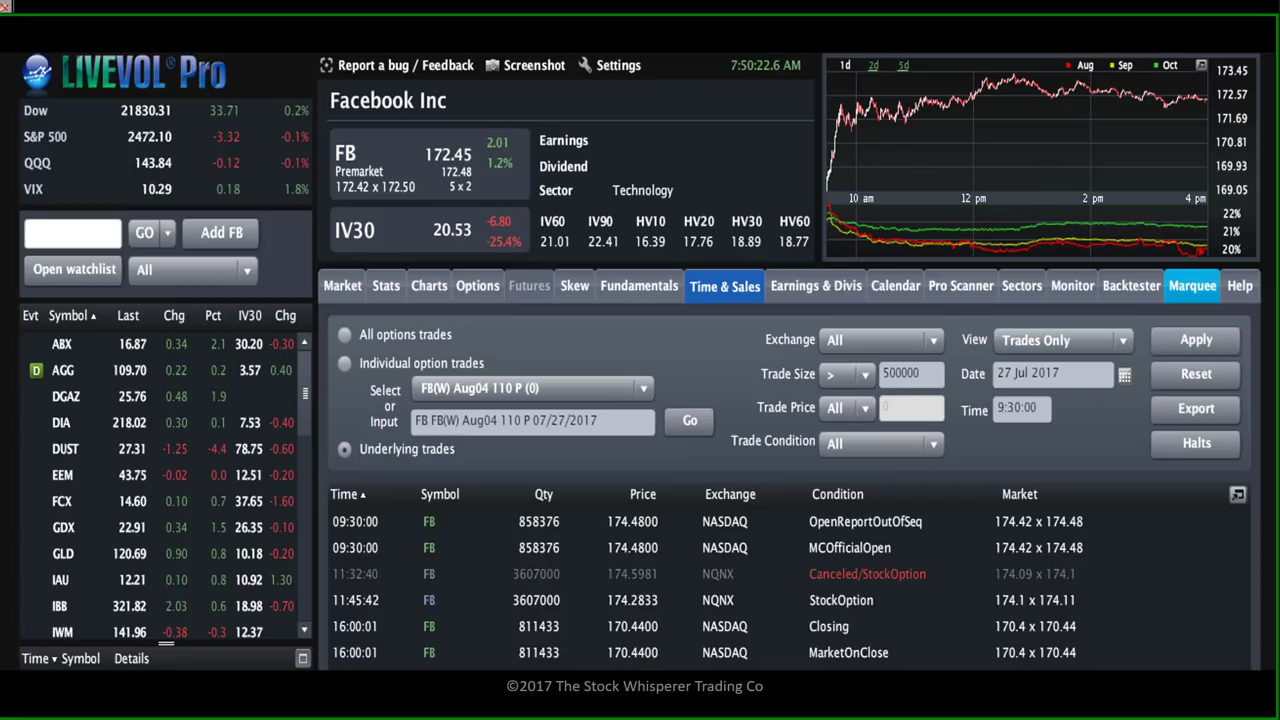 LIVEVOL® Pro
Report a bug / Feedback Screenshot Settings 7:50:22.6 AM
Dow 21830.31 33.71 0.2%
S&P 500 2472.10 -3.32 -0.1%
QQQ 143.84 -0.12 -0.1%
VIX 10.29 0.18 1.8%
GO Add FB
Open watchlist All
Evt Symbol Last Chg Pct IV30 Chg
ABX 16.87 0.34 2.1 30.20 -0.30
D AGG 109.70 0.22 0.2 3.57 0.40
DGAZ 25.76 0.48 1.9
DIA 218.02 0.30 0.1 7.53 -0.40
DUST 27.31 -1.25 -4.4 78.75 -0.60
EEM 43.75 -0.02 0.0 12.51 -0.20
FCX 14.60 0.10 0.7 37.65 -1.60
GDX 22.91 0.34 1.5 26.35 -0.10
GLD 120.69 0.90 0.8 10.18 -0.20
IAU 12.21 0.10 0.8 10.92 1.30
IBB 321.82 2.03 0.6 18.98 -0.70
IWM 141.96 -0.38 -0.3 12.37
Time Symbol Details
Facebook Inc
FB 172.45 2.01
1.2%
Premarket 172.48
172.42 x 172.50 5 x 2
IV30 20.53 -6.80
-25.4%
Earnings
Dividend
Sector Technology
IV60 IV90 HV10 HV20 HV30 HV60
21.01 22.41 16.39 17.76 18.89 18.77
1d 2d 5d Aug Sep Oct
173.45
172.57
171.69
170.81
169.93
169.05
10 am 12 pm 2 pm 4 pm
22%
21%
20%
Market Stats Charts Options Futures Skew Fundamentals Time & Sales Earnings & Divis Calendar Pro Scanner Sectors Monitor Backtester Marquee Help
All options trades
Individual option trades
Select FB(W) Aug04 110 P (0)
or
Input FB FB(W) Aug04 110 P 07/27/2017 Go
Underlying trades
Exchange All
Trade Size > 500000
Trade Price All 0
Trade Condition All
View Trades Only
Date 27 Jul 2017
Time 9:30:00
Apply
Reset
Export
Halts
Time Symbol Qty Price Exchange Condition Market
09:30:00 FB 858376 174.4800 NASDAQ OpenReportOutOfSeq 174.42 x 174.48
09:30:00 FB 858376 174.4800 NASDAQ MCOfficialOpen 174.42 x 174.48
11:32:40 FB 3607000 174.5981 NQNX Canceled/StockOption 174.09 x 174.1
11:45:42 FB 3607000 174.2833 NQNX StockOption 174.1 x 174.11
16:00:01 FB 811433 170.4400 NASDAQ Closing 170.4 x 170.44
16:00:01 FB 811433 170.4400 NASDAQ MarketOnClose 170.4 x 170.44
©2017 The Stock Whisperer Trading Co